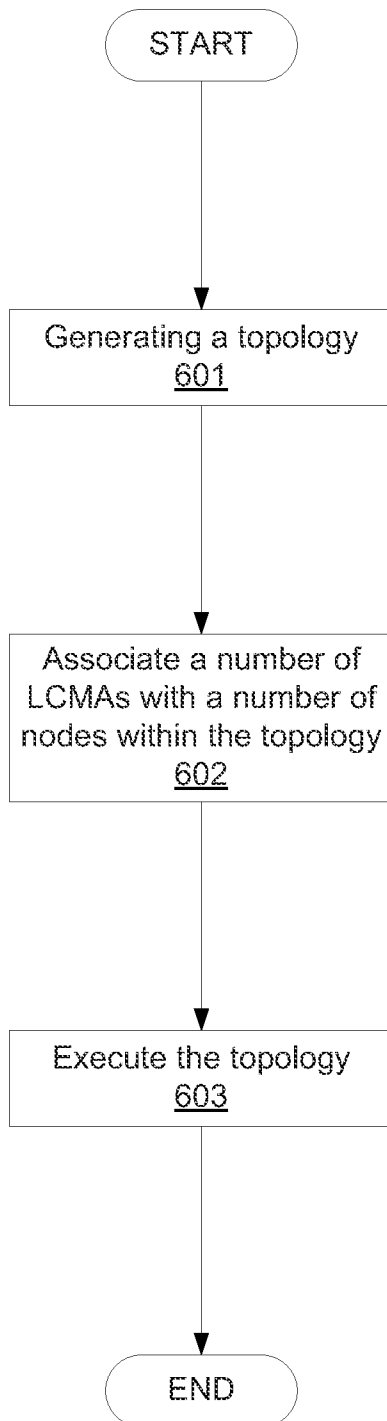 START
Generating a topology
601
Associate a number of
LCMAs with a number of
nodes within the topology
602
Execute the topology
603
END